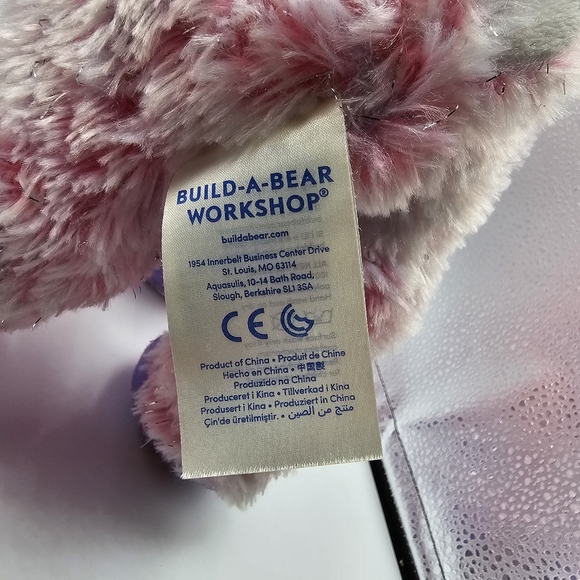 BUILD-A-BEAR
WORKSHOP®
buildabear.com
1954 Innerbelt Business Center Drive
St. Louis, MO 63114
Aquasulis, 10-14 Bath Road,
Slough, Berkshire SL1 3SA
CE
Product of China • Produit de Chine
Hecho en China • 中国製
Produzido na China
Produceret i Kina • Tillverkad i Kina
Produsert i Kina • Produziert in China
Çin'de üretilmiştir. • منتج من الصين